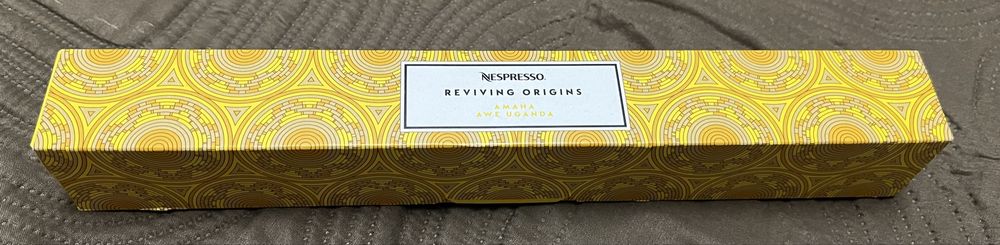 NESPRESSO
REVIVING ORIGINS
AMAHA
AWE UGANDA